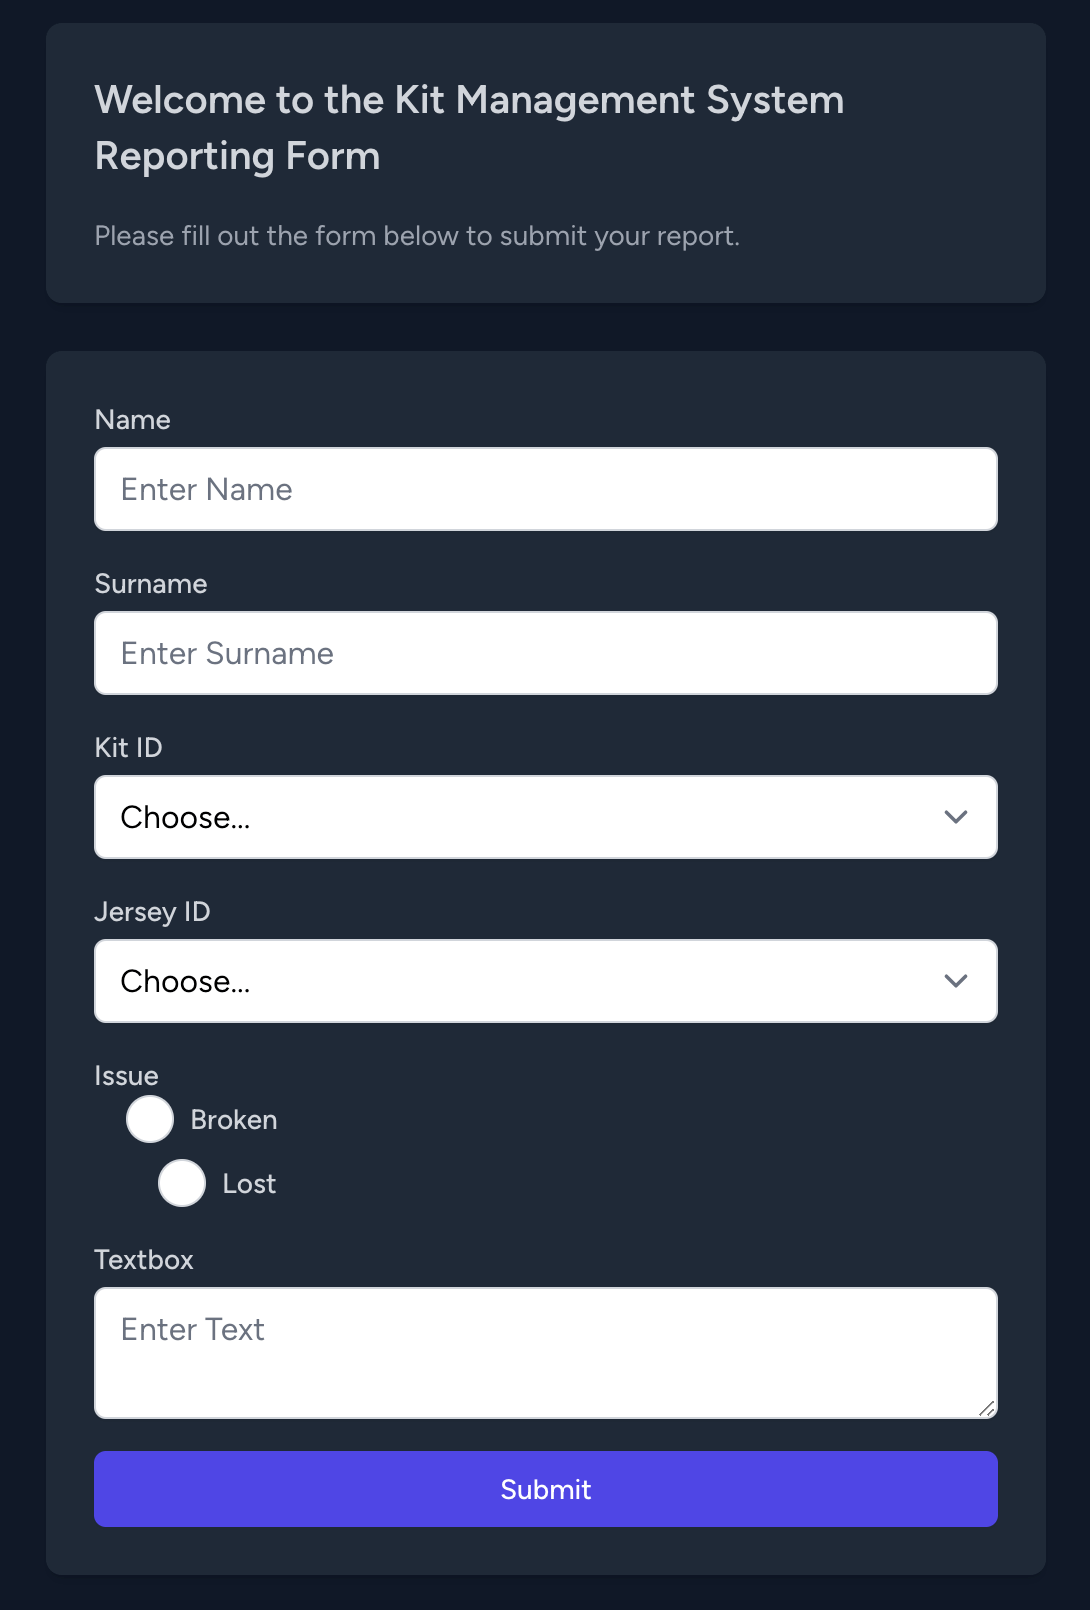 Welcome to the Kit Management System
Reporting Form
Please fill out the form below to submit your report.
Name
Enter Name
Surname
Enter Surname
Kit ID
Choose...
Jersey ID
Choose...
Issue
Broken
Lost
Textbox
Enter Text
Submit